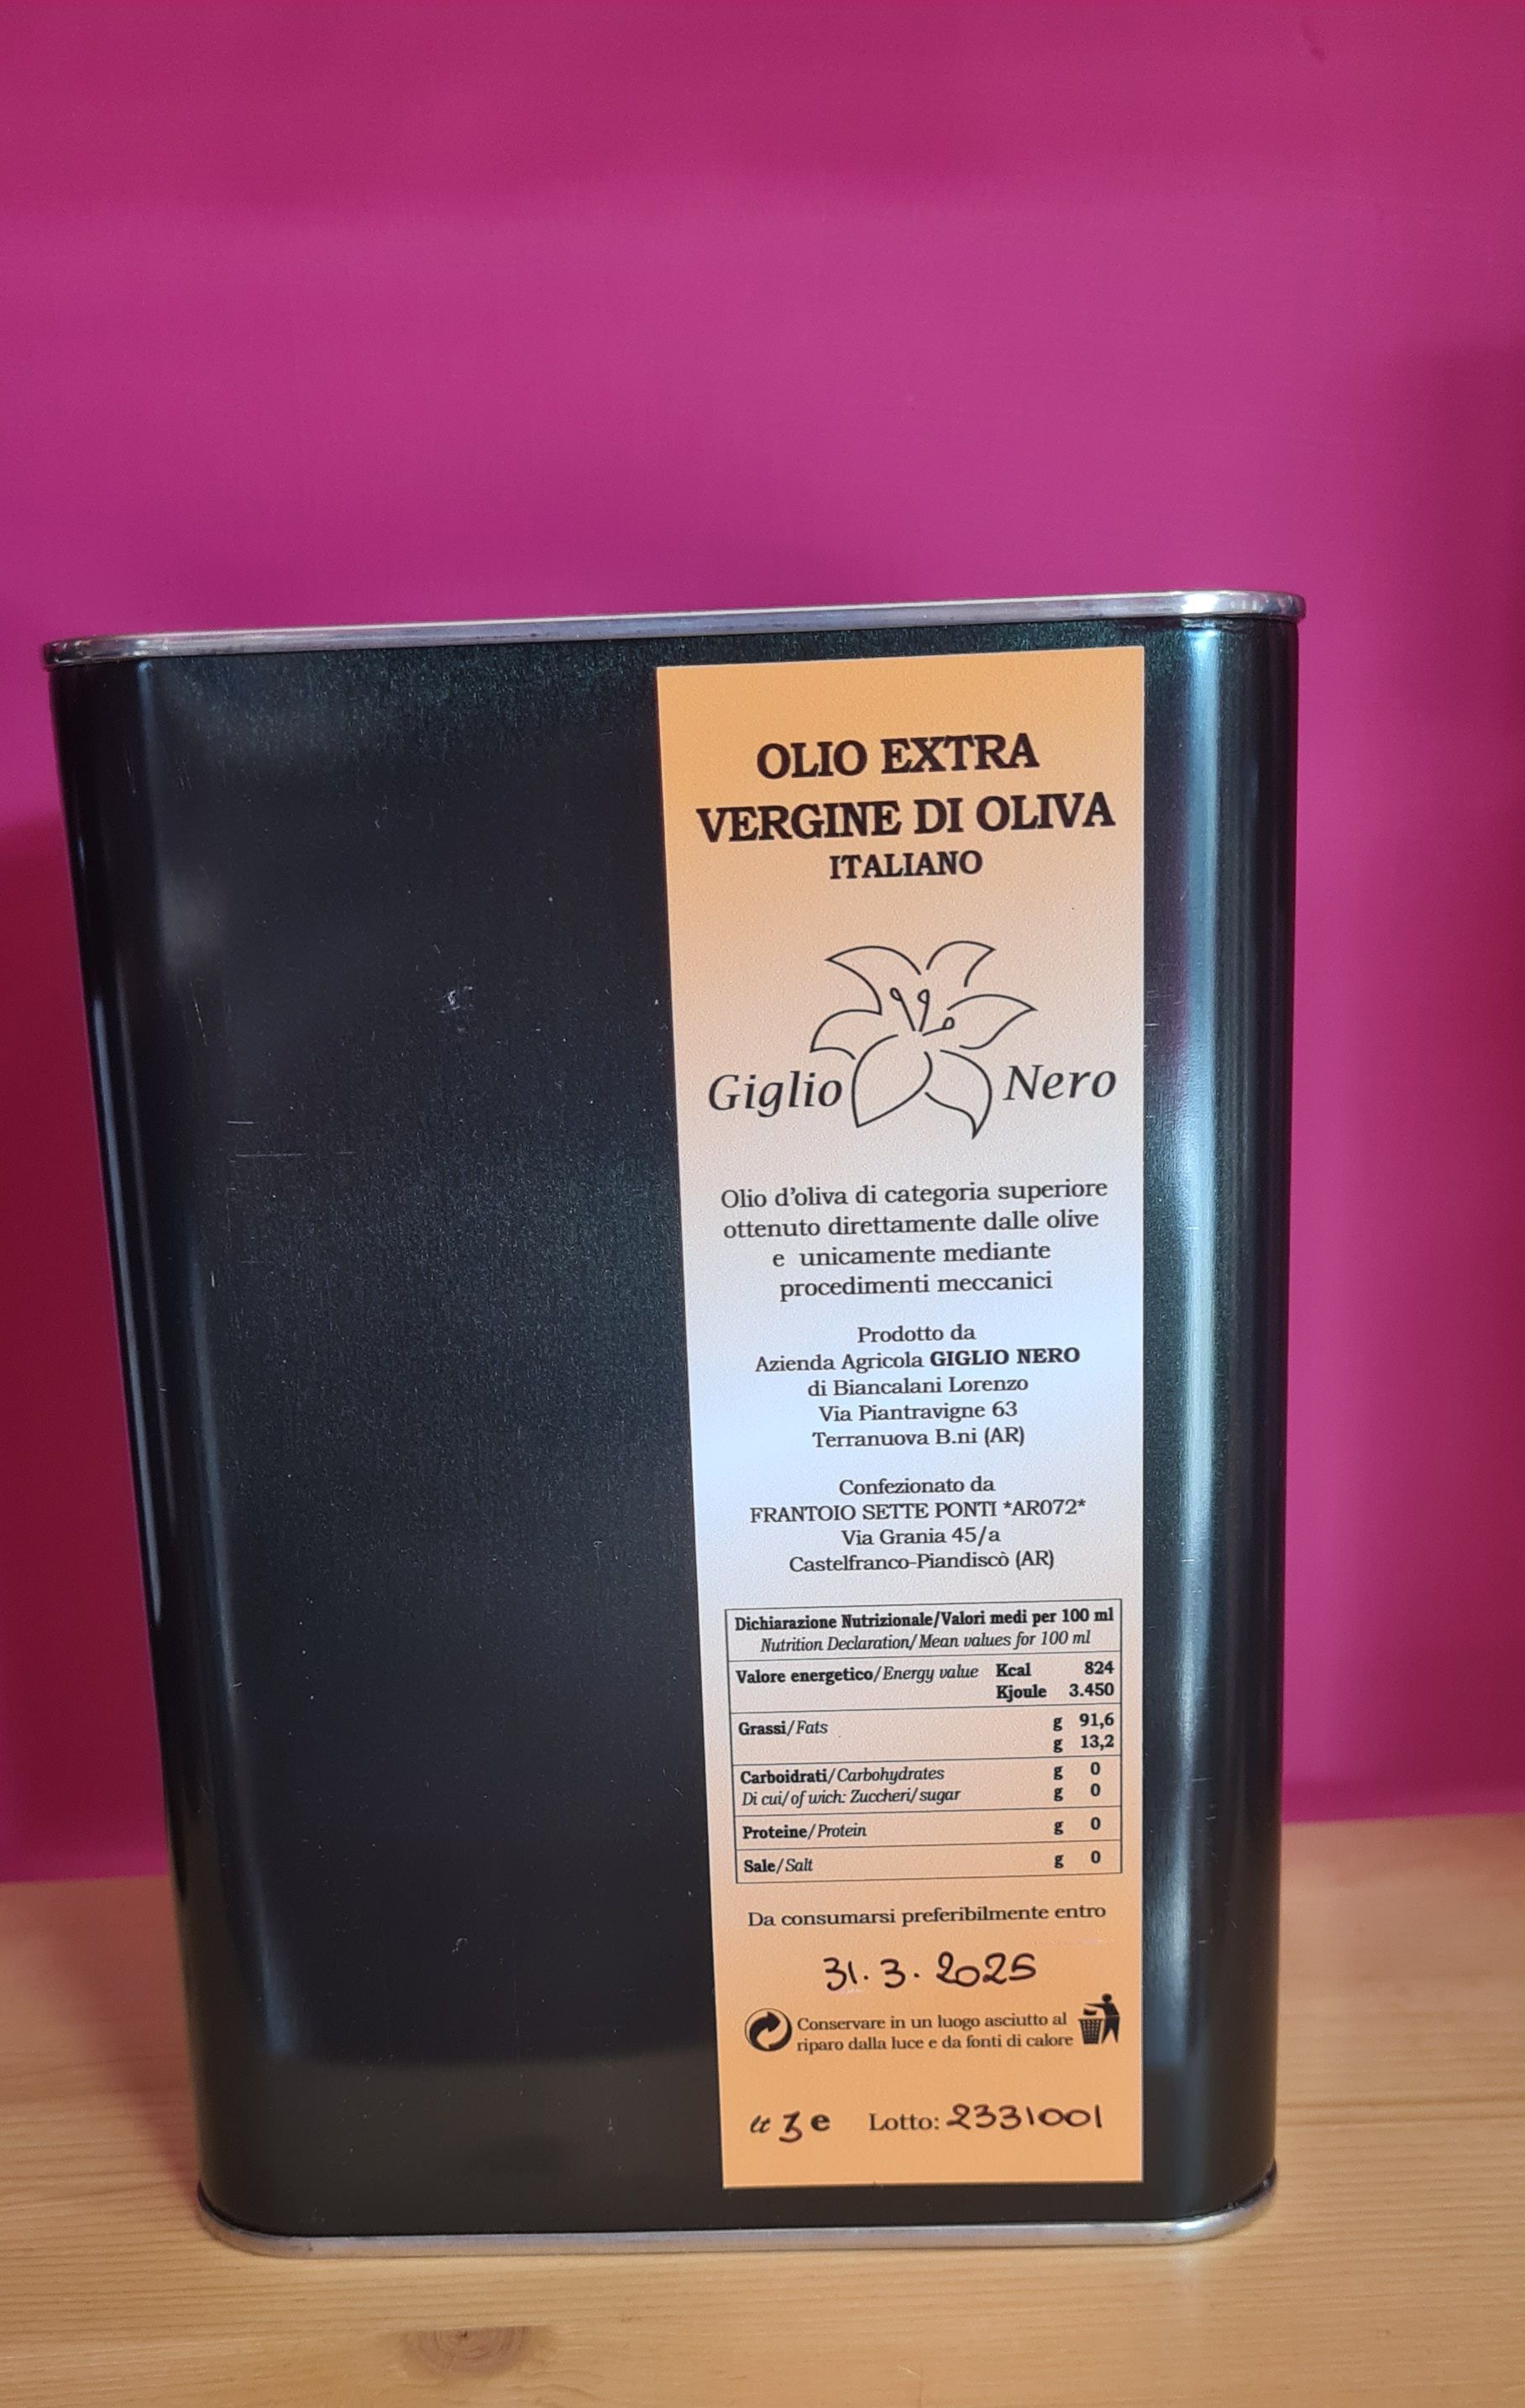 OLIO EXTRA
VERGINE DI OLIVA
ITALIANO
Giglio Nero
Olio d'oliva di categoria superiore
ottenuto direttamente dalle olive
e unicamente mediante
procedimenti meccanici
Prodotto da
Azienda Agricola GIGLIO NERO
di Biancalani Lorenzo
Via Piantravigne 63
Terranuova B.ni (AR)
Confezionato da
FRANTOIO SETTE PONTI *AR072*
Via Grania 45/a
Castelfranco-Piandiscò (AR)
Dichiarazione Nutrizionale/Valori medi per 100 ml
Nutrition Declaration/Mean values for 100 ml
Valore energetico/Energy value Kcal 824
Kjoule 3.450
Grassi/Fats g 91,6
g 13,2
Carboidrati/Carbohydrates g 0
Di cui/of wich: Zuccheri/sugar g 0
Proteine/Protein g 0
Sale/Salt g 0
Da consumarsi preferibilmente entro
31.3.2025
Conservare in un luogo asciutto al
riparo dalla luce e da fonti di calore
lt 3 e Lotto: 2331001